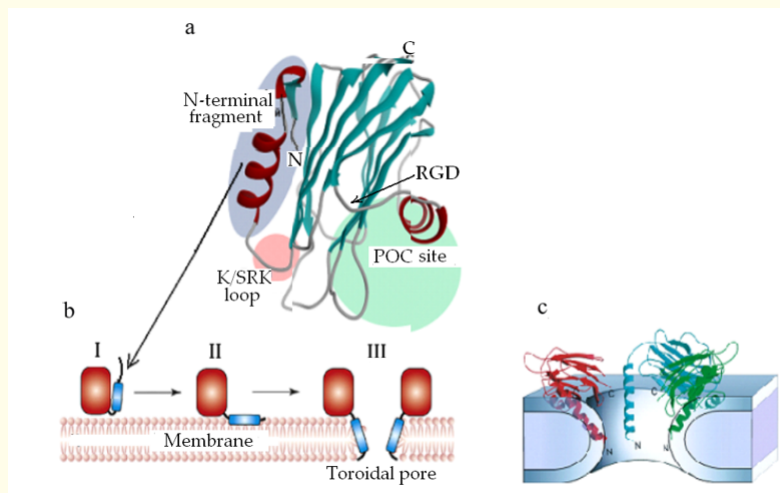 a
C
N-terminal
fragment
N
RGD
POC site
K/SRK
loop
b
I
II
III
Membrane
Toroidal pore
c
C
C
N
N
N